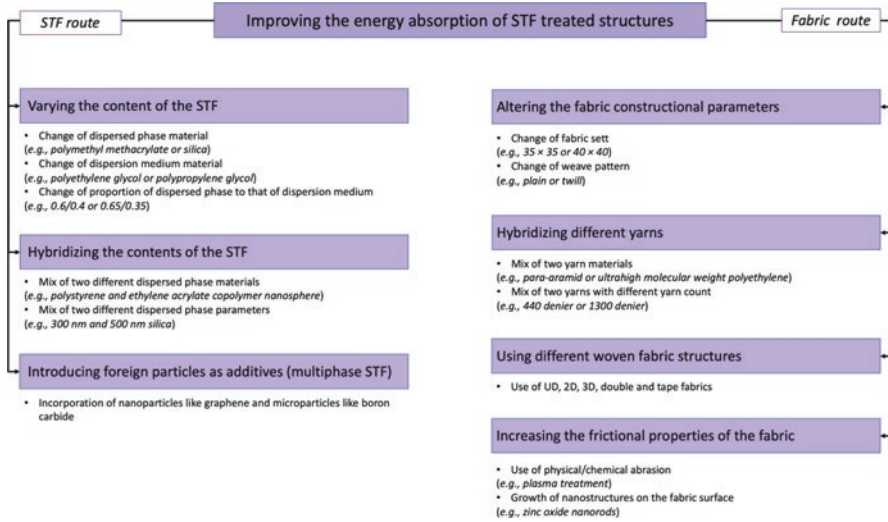 Improving the energy absorption of STF treated structures
STF route
Fabric route
Varying the content of the STF
• Change of dispersed phase material
(e.g., polymethyl methacrylate or silica)
• Change of dispersion medium material
(e.g., polyethylene glycol or polypropylene glycol)
• Change of proportion of dispersed phase to that of dispersion medium
(e.g., 0.6/0.4 or 0.65/0.35)
Hybridizing the contents of the STF
• Mix of two different dispersed phase materials
(e.g., polystyrene and ethylene acrylate copolymer nanosphere)
• Mix of two different dispersed phase parameters
(e.g., 300 nm and 500 nm silica)
Introducing foreign particles as additives (multiphase STF)
• Incorporation of nanoparticles like graphene and microparticles like boron
carbide
Altering the fabric constructional parameters
• Change of fabric sett
(e.g., 35 × 35 or 40 × 40)
• Change of weave pattern
(e.g., plain or twill)
Hybridizing different yarns
• Mix of two yarn materials
(e.g., para-aramid or ultrahigh molecular weight polyethylene)
• Mix of two yarns with different yarn count
(e.g., 440 denier or 1300 denier)
Using different woven fabric structures
• Use of UD, 2D, 3D, double and tape fabrics
Increasing the frictional properties of the fabric
• Use of physical/chemical abrasion
(e.g., plasma treatment)
• Growth of nanostructures on the fabric surface
(e.g., zinc oxide nanorods)